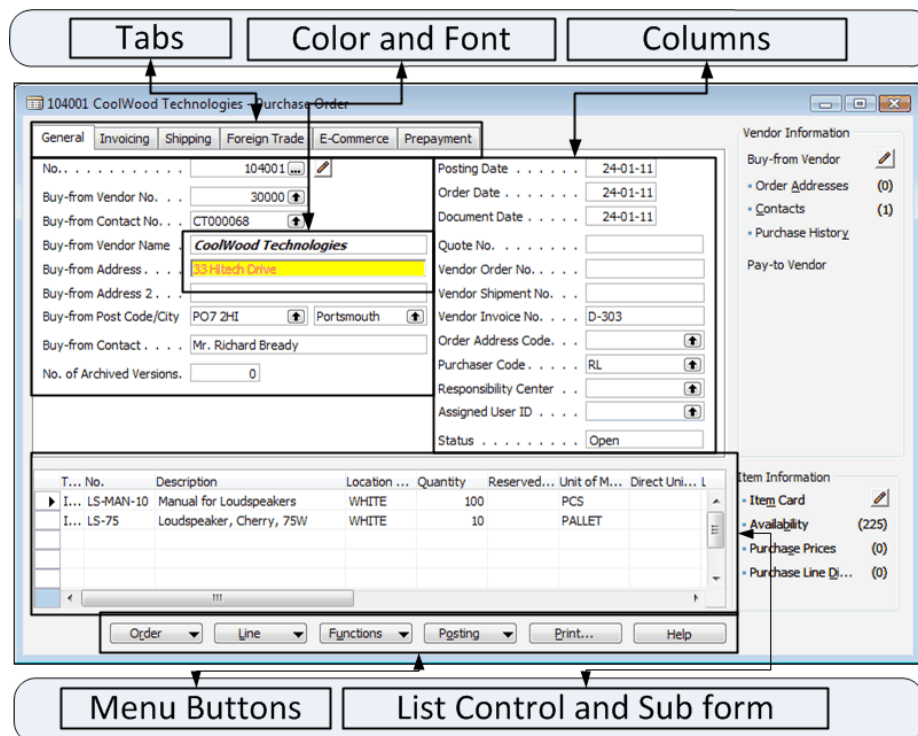 Tabs
Color and Font
Columns
104001 CoolWood Technologies - Purchase Order
General Invoicing Shipping Foreign Trade E-Commerce Prepayment
No. . . . . . . . . . . . 104001 ...
Buy-from Vendor No. . . . 30000
Buy-from Contact No. . . CT000068
Buy-from Vendor Name . CoolWood Technologies
Buy-from Address . . . . 33 Hitech Drive
Buy-from Address 2 . . .
Buy-from Post Code/City PO7 2HI Portsmouth
Buy-from Contact . . . . Mr. Richard Bready
No. of Archived Versions. 0
Posting Date . . . . . . 24-01-11
Order Date . . . . . . . 24-01-11
Document Date . . . . . 24-01-11
Quote No. . . . . . . .
Vendor Order No. . . . .
Vendor Shipment No. . .
Vendor Invoice No. . . . D-303
Order Address Code. . .
Purchaser Code . . . . . RL
Responsibility Center . .
Assigned User ID . . . .
Status . . . . . . . . . Open
Vendor Information
Buy-from Vendor
Order Addresses (0)
Contacts (1)
Purchase History
Pay-to Vendor
T... No. Description Location ... Quantity Reserved... Unit of M... Direct Uni... L
I... LS-MAN-10 Manual for Loudspeakers WHITE 100 PCS
I... LS-75 Loudspeaker, Cherry, 75W WHITE 10 PALLET
Item Information
Item Card
Availability (225)
Purchase Prices (0)
Purchase Line Di... (0)
Order Line Functions Posting Print... Help
Menu Buttons
List Control and Sub form